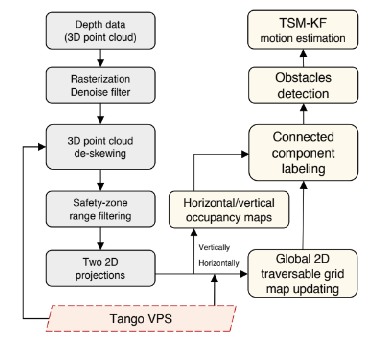 Depth data
(3D point cloud)
Rasterization
Denoise filter
3D point cloud
de-skewing
Safety-zone
range filtering
Two 2D
projections
Tango VPS
Vertically
Horizontally
Horizontal/vertical
occupancy maps
Global 2D
traversable grid
map updating
Connected
component
labeling
Obstacles
detection
TSM-KF
motion estimation